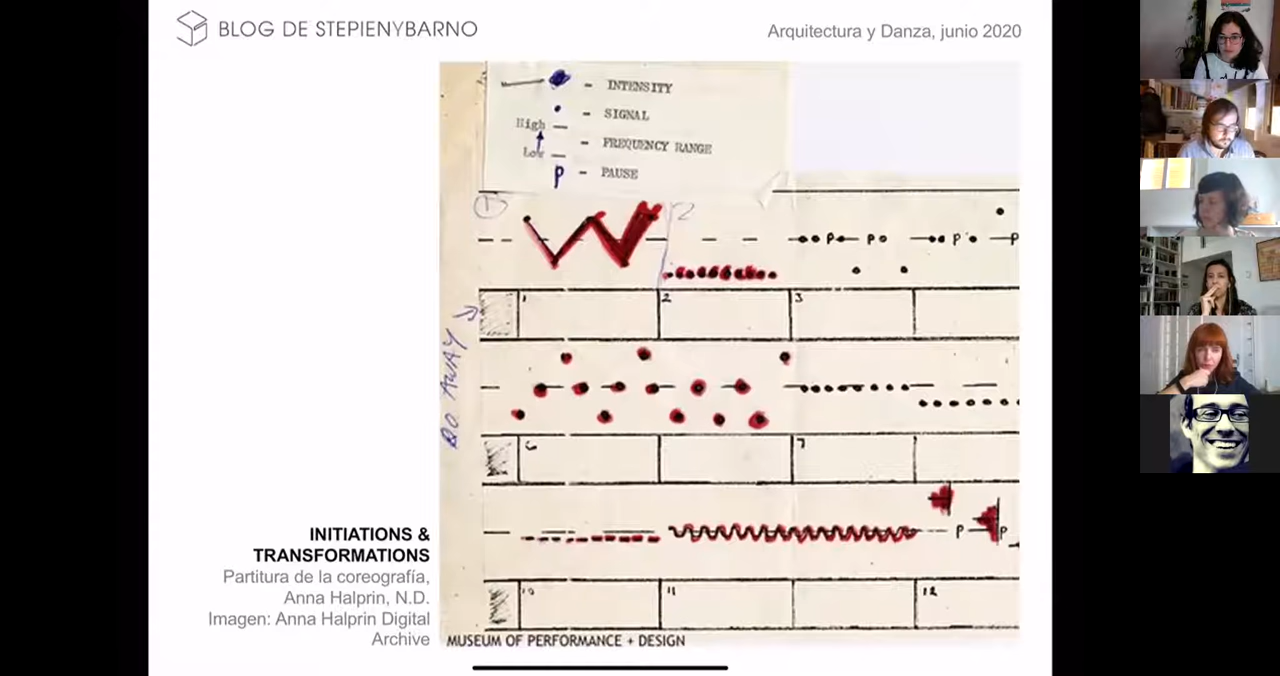 BLOG DE STEPIENYBARNO
Arquitectura y Danza, junio 2020
- INTENSITY
- SIGNAL
High
Low
- FREQUENCY RANGE
P - PAUSE
1
2
P P P P
DO AWAY
1 2 3
6 7
P P
10 11 12
INITIATIONS &
TRANSFORMATIONS
Partitura de la coreografía,
Anna Halprin, N.D.
Imagen: Anna Halprin Digital
Archive
MUSEUM OF PERFORMANCE + DESIGN